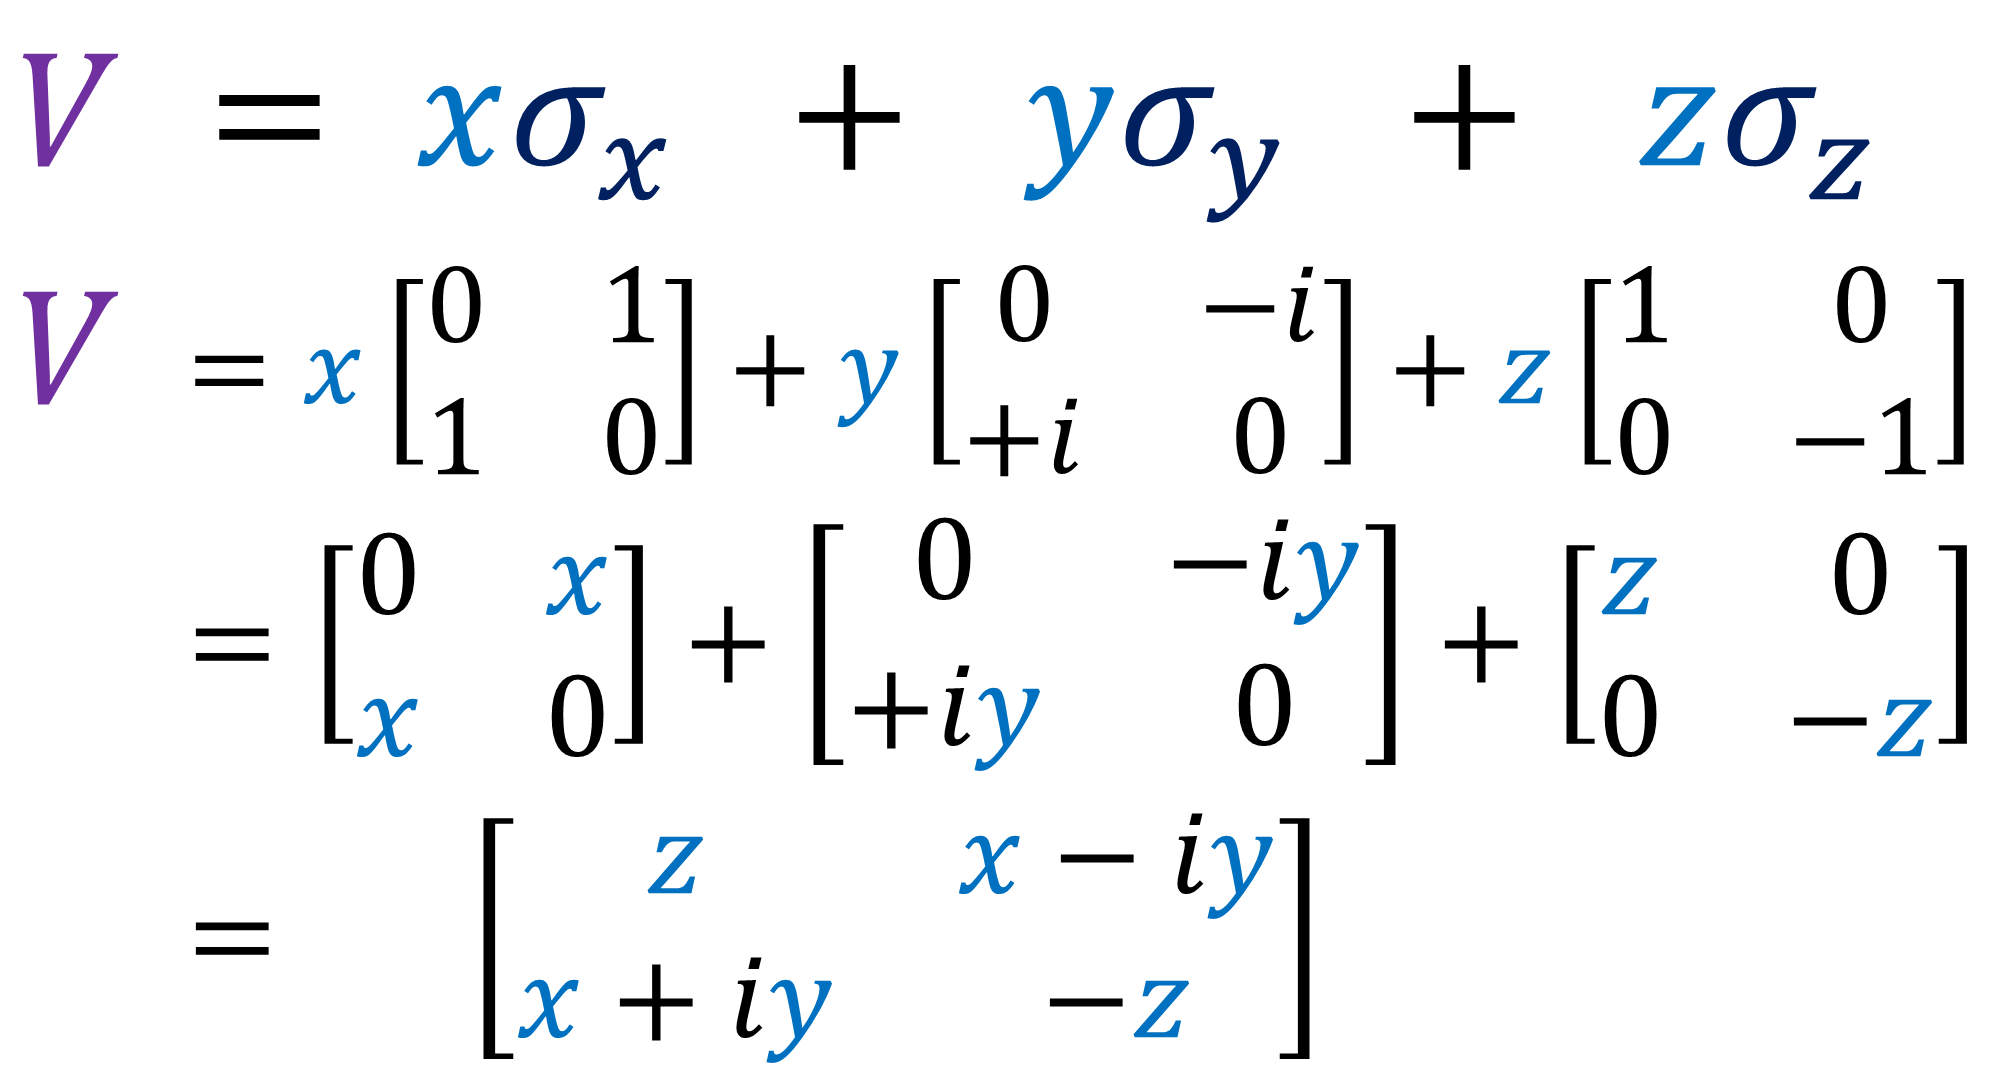 V = xσₓ + yσ_y + zσ_z
V = x [0 1; 1 0] + y [0 −i; +i 0] + z [1 0; 0 −1]
= [0 x; x 0] + [0 −iy; +iy 0] + [z 0; 0 −z]
= [z x − iy; x + iy −z]